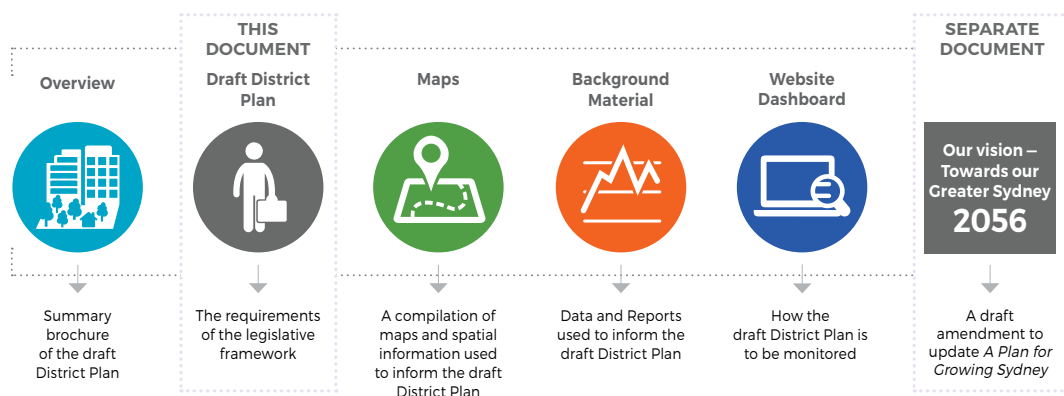 THIS
DOCUMENT
SEPARATE
DOCUMENT
Overview
Draft District
Plan
Maps
Background
Material
Website
Dashboard
Our vision –
Towards our
Greater Sydney
2056
Summary
brochure
of the draft
District Plan
The requirements
of the legislative
framework
A compilation of
maps and spatial
information used
to inform the draft
District Plan
Data and Reports
used to inform the
draft District Plan
How the
draft District Plan is
to be monitored
A draft
amendment to
update A Plan for
Growing Sydney